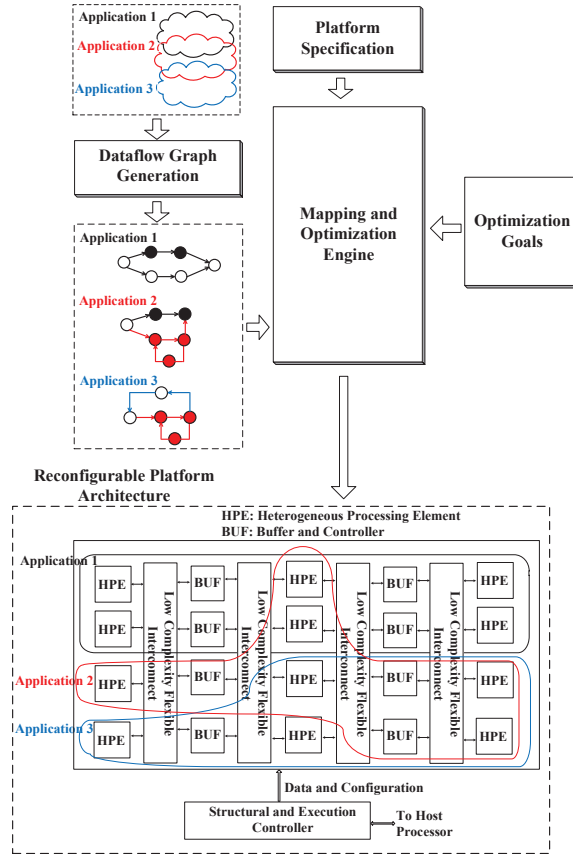 Application 1
Application 2
Application 3
Platform
Specification
Dataflow Graph
Generation
Mapping and
Optimization
Engine
Optimization
Goals
Application 1
Application 2
Application 3
Reconfigurable Platform
Architecture
HPE: Heterogeneous Processing Element
BUF: Buffer and Controller
Application 1
HPE
BUF
HPE
BUF
HPE
HPE
BUF
HPE
BUF
HPE
Low Complexity Flexible
Interconnect
Low Complexity Flexible
Interconnect
Low Complexity Flexible
Interconnect
Low Complexity Flexible
Interconnect
Application 2
HPE
BUF
HPE
BUF
HPE
Application 3
HPE
BUF
HPE
BUF
HPE
Data and Configuration
Structural and Execution
Controller
To Host
Processor